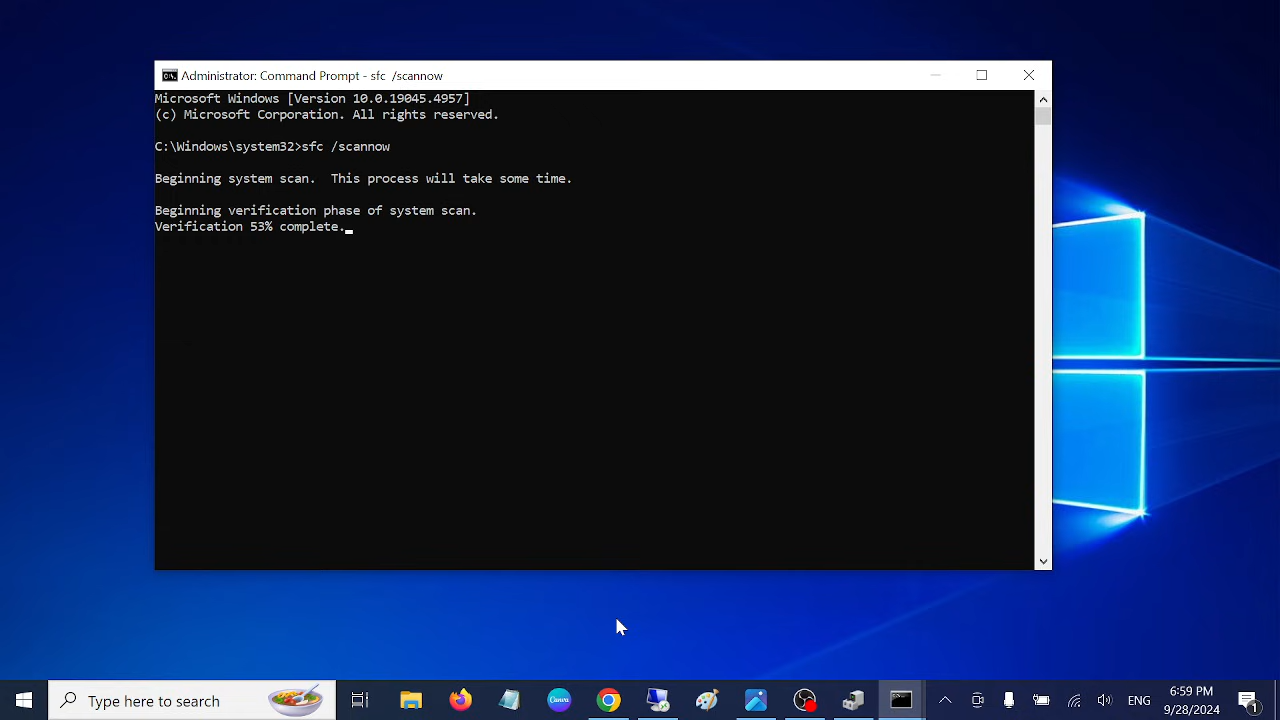 Administrator: Command Prompt - sfc  /scannow
Microsoft Windows [Version 10.0.19045.4957]
(c) Microsoft Corporation. All rights reserved.
C:\Windows\system32>sfc /scannow
Beginning system scan.  This process will take some time.
Beginning verification phase of system scan.
Verification 53% complete.
Type here to search
ENG
6:59 PM
9/28/2024
1